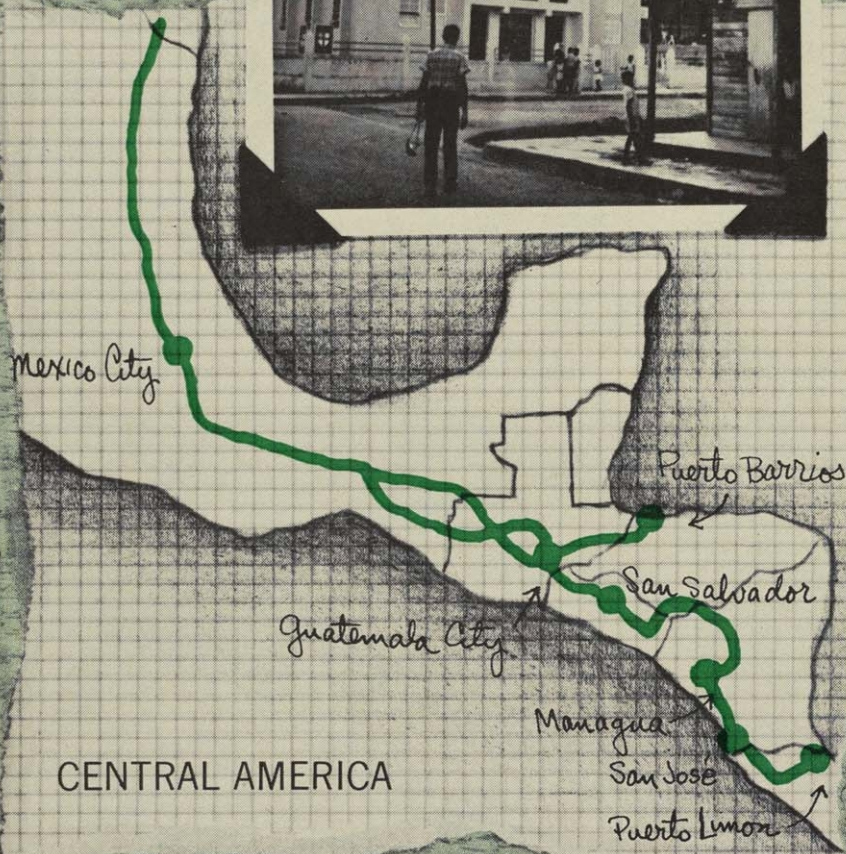 Mexico City
Puerto Barrios
San Salvador
Guatemala City
Managua
CENTRAL AMERICA
San José
Puerto Limon